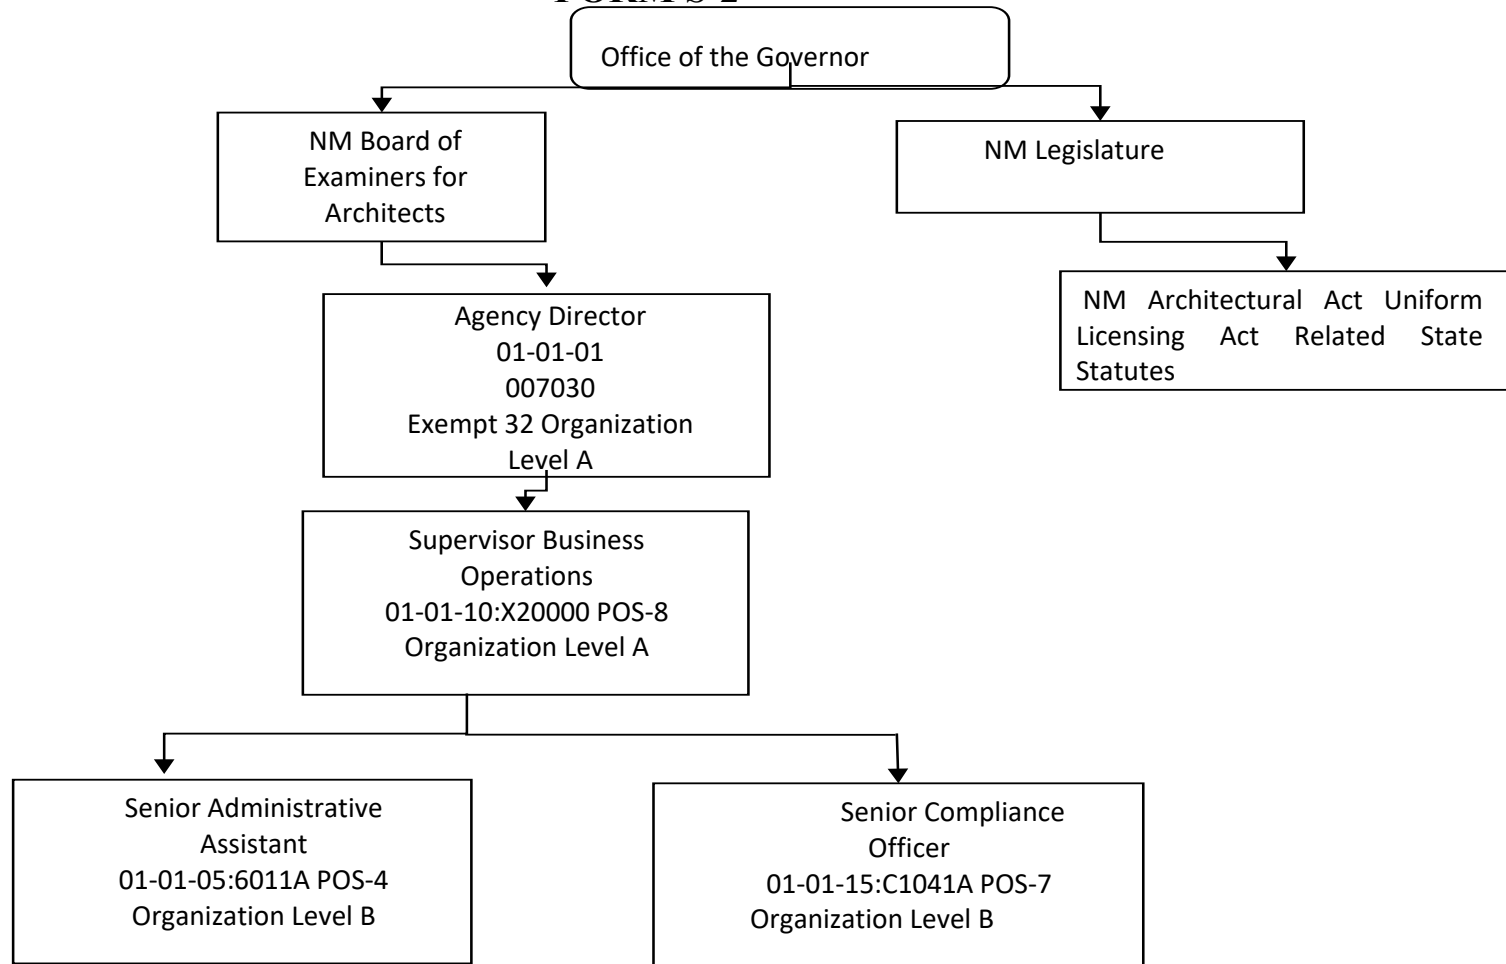 FORM S-2
Office of the Governor
NM Board of
Examiners for
Architects
NM Legislature
Agency Director
01-01-01
007030
Exempt 32 Organization
Level A
NM Architectural Act Uniform
Licensing Act Related State
Statutes
Supervisor Business
Operations
01-01-10:X20000 POS-8
Organization Level A
Senior Administrative
Assistant
01-01-05:6011A POS-4
Organization Level B
Senior Compliance
Officer
01-01-15:C1041A POS-7
Organization Level B